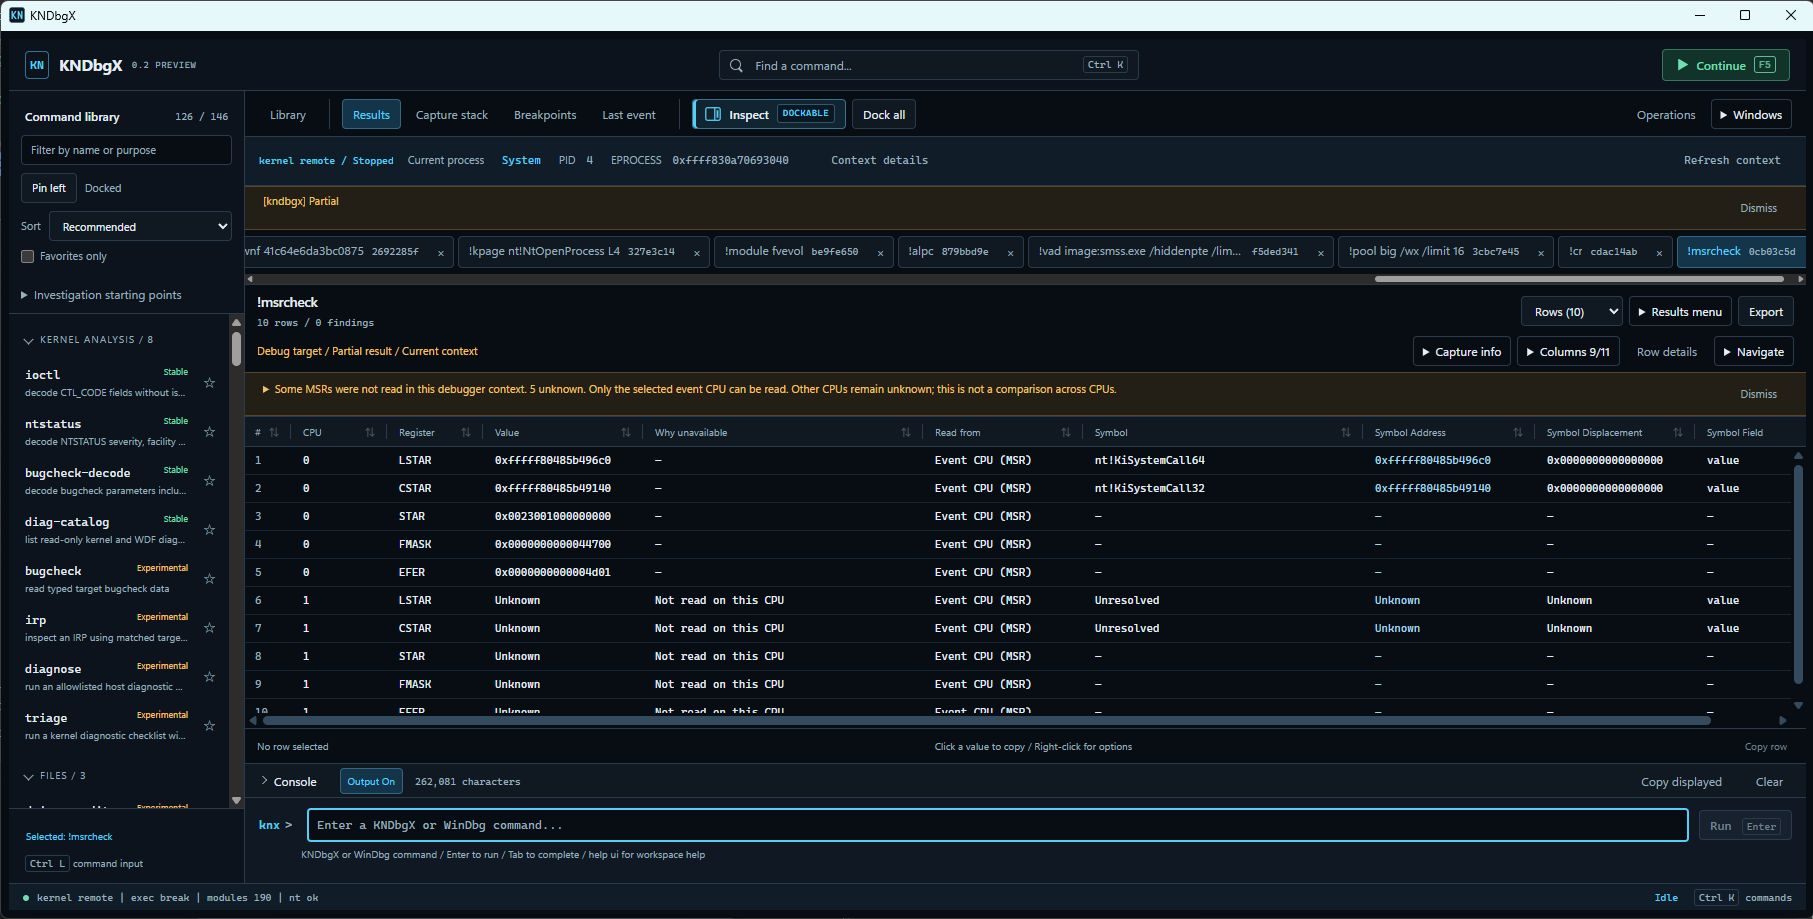 KN KNDbgX
KN KNDbgX 0.2 PREVIEW
Find a command... Ctrl K
Continue F5
Command library 126 / 146
Filter by name or purpose
Pin left Docked
Sort Recommended
Favorites only
Investigation starting points
KERNEL ANALYSIS / 8
ioctl Stable
decode CTL_CODE fields without is...
ntstatus Stable
decode NTSTATUS severity, facility ...
bugcheck-decode Stable
decode bugcheck parameters inclu...
diag-catalog Stable
list read-only kernel and WDF diag...
bugcheck Experimental
read typed target bugcheck data
irp Experimental
inspect an IRP using matched targe...
diagnose Experimental
run an allowlisted host diagnostic ...
triage Experimental
run a kernel diagnostic checklist wi...
FILES / 3
Experimental
Selected: !msrcheck
Ctrl L command input
Library Results Capture stack Breakpoints Last event Inspect DOCKABLE Dock all Operations Windows
kernel remote / Stopped Current process System PID 4 EPROCESS 0xffff830a70693040 Context details Refresh context
[kndbgx] Partial
Dismiss
wnf 41c64e6da3bc0875 2692285f × !kpage nt!NtOpenProcess L4 327e3c14 × !module fvevol be9fe650 × !alpc 879bbd9e × !vad image:smss.exe /hiddenpte /lim... f5ded341 × !pool big /wx /limit 16 3cbc7e45 × !cr cdac14ab × !msrcheck 0cb03c5d
!msrcheck
10 rows / 0 findings
Rows (10) Results menu Export
Debug target / Partial result / Current context
Capture info Columns 9/11 Row details Navigate
Some MSRs were not read in this debugger context. 5 unknown. Only the selected event CPU can be read. Other CPUs remain unknown; this is not a comparison across CPUs.
Dismiss
# CPU Register Value Why unavailable Read from Symbol Symbol Address Symbol Displacement Symbol Field
1 0 LSTAR 0xfffff80485b496c0 — Event CPU (MSR) nt!KiSystemCall64 0xfffff80485b496c0 0x0000000000000000 value
2 0 CSTAR 0xfffff80485b49140 — Event CPU (MSR) nt!KiSystemCall32 0xfffff80485b49140 0x0000000000000000 value
3 0 STAR 0x0023001000000000 — Event CPU (MSR) — — — —
4 0 FMASK 0x0000000000044700 — Event CPU (MSR) — — — —
5 0 EFER 0x0000000000004d01 — Event CPU (MSR) — — — —
6 1 LSTAR Unknown Not read on this CPU Event CPU (MSR) Unresolved Unknown Unknown value
7 1 CSTAR Unknown Not read on this CPU Event CPU (MSR) Unresolved Unknown Unknown value
8 1 STAR Unknown Not read on this CPU Event CPU (MSR) — — — —
9 1 FMASK Unknown Not read on this CPU Event CPU (MSR) — — — —
10 1 EFER Unknown Not read on this CPU Event CPU (MSR) — — — —
No row selected Click a value to copy / Right-click for options Copy row
Console Output On 262,081 characters Copy displayed Clear
knx > Enter a KNDbgX or WinDbg command... Run Enter
KNDbgX or WinDbg command / Enter to run / Tab to complete / help ui for workspace help
kernel remote | exec break | modules 190 | nt ok Idle Ctrl K commands